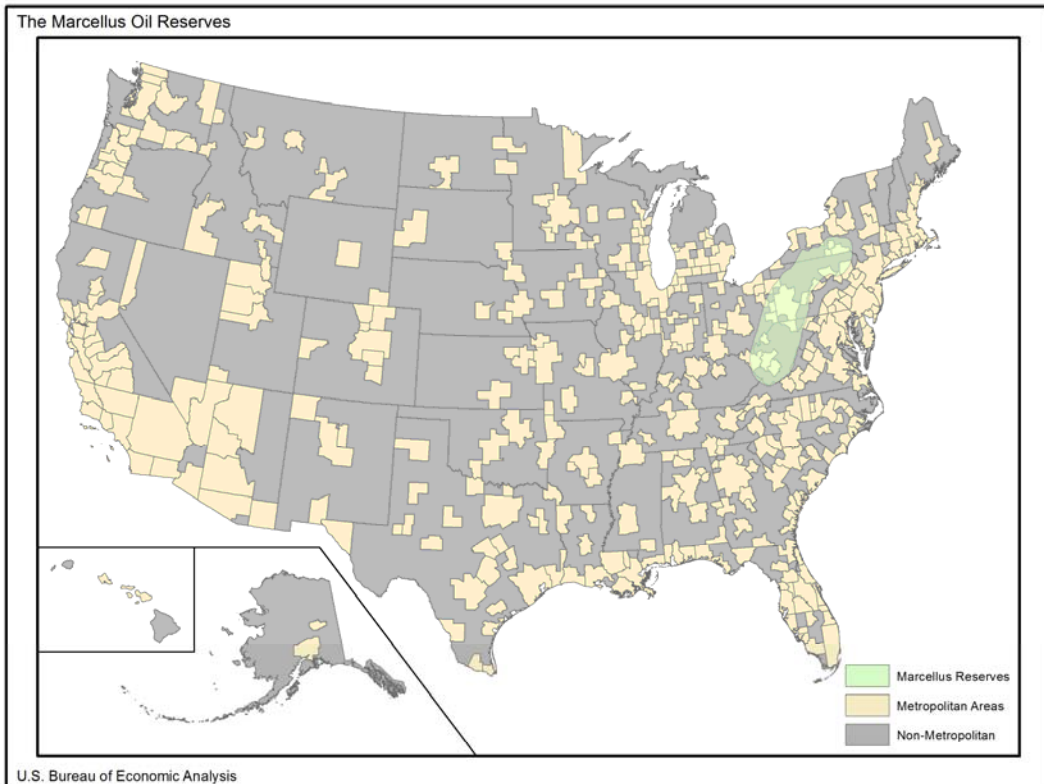 The Marcellus Oil Reserves
Marcellus Reserves
Metropolitan Areas
Non-Metropolitan
U.S. Bureau of Economic Analysis